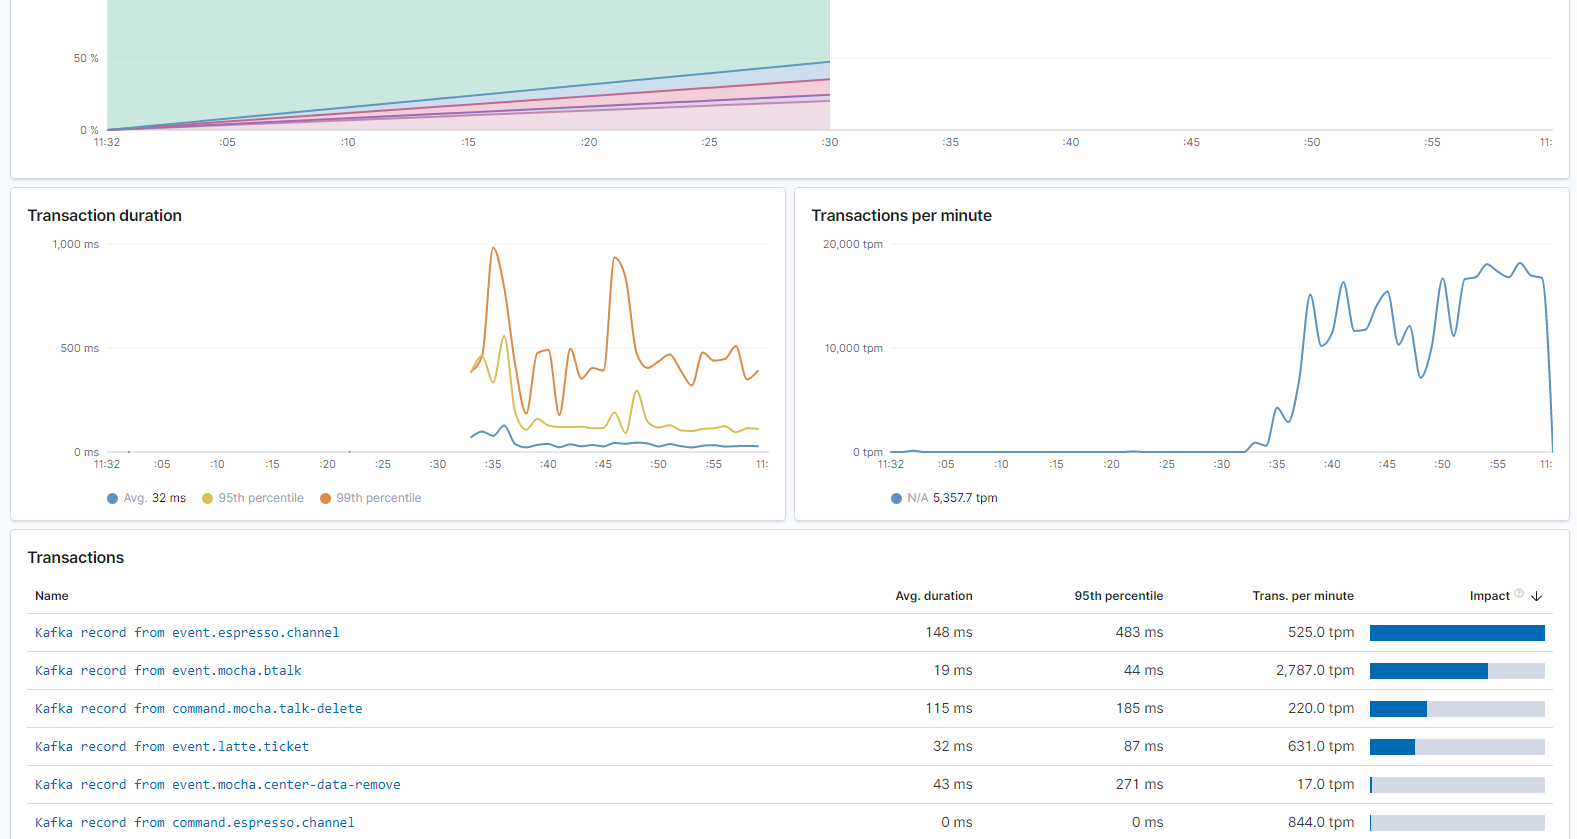 50 %
0 %
11:32 :05 :10 :15 :20 :25 :30 :35 :40 :45 :50 :55 11:
Transaction duration
1,000 ms
500 ms
0 ms
11:32 :05 :10 :15 :20 :25 :30 :35 :40 :45 :50 :55 11:
Avg. 32 ms 95th percentile 99th percentile
Transactions per minute
20,000 tpm
10,000 tpm
0 tpm
11:32 :05 :10 :15 :20 :25 :30 :35 :40 :45 :50 :55 11:
N/A 5,357.7 tpm
Transactions
Name Avg. duration 95th percentile Trans. per minute Impact
Kafka record from event.espresso.channel 148 ms 483 ms 525.0 tpm
Kafka record from event.mocha.btalk 19 ms 44 ms 2,787.0 tpm
Kafka record from command.mocha.talk-delete 115 ms 185 ms 220.0 tpm
Kafka record from event.latte.ticket 32 ms 87 ms 631.0 tpm
Kafka record from event.mocha.center-data-remove 43 ms 271 ms 17.0 tpm
Kafka record from command.espresso.channel 0 ms 0 ms 844.0 tpm